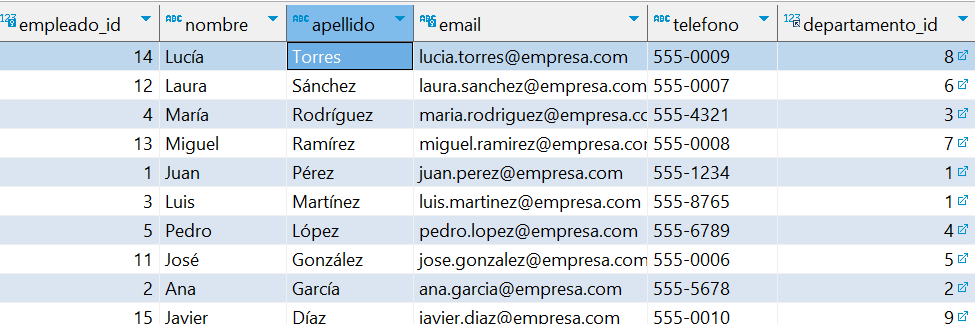 123 empleado_id ABC nombre ABC apellido ABC email ABC telefono 123 departamento_id
14 Lucía Torres lucia.torres@empresa.com 555-0009 8
12 Laura Sánchez laura.sanchez@empresa.com 555-0007 6
4 María Rodríguez maria.rodriguez@empresa.co 555-4321 3
13 Miguel Ramírez miguel.ramirez@empresa.com 555-0008 7
1 Juan Pérez juan.perez@empresa.com 555-1234 1
3 Luis Martínez luis.martinez@empresa.com 555-8765 1
5 Pedro López pedro.lopez@empresa.com 555-6789 4
11 José González jose.gonzalez@empresa.com 555-0006 5
2 Ana García ana.garcia@empresa.com 555-5678 2
15 Javier Díaz javier.diaz@empresa.com 555-0010 9